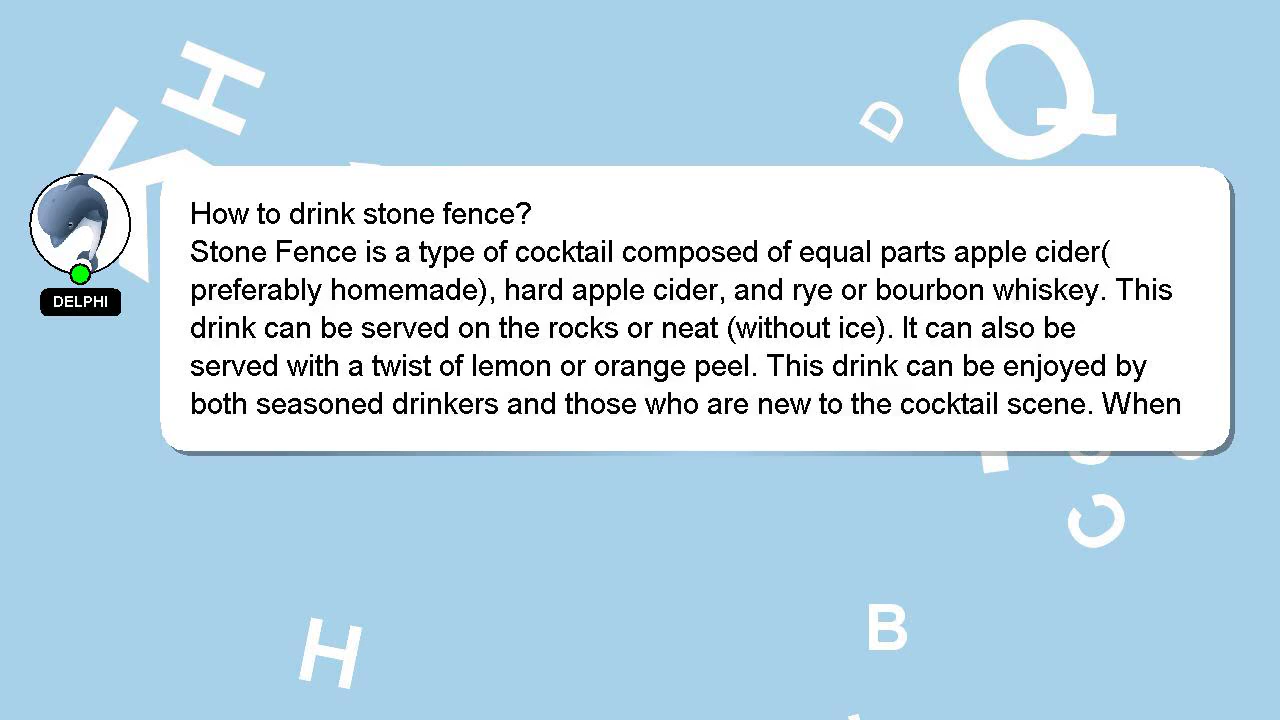 H
Q
D
K
How to drink stone fence?
Stone Fence is a type of cocktail composed of equal parts apple cider(
preferably homemade), hard apple cider, and rye or bourbon whiskey. This
drink can be served on the rocks or neat (without ice). It can also be
served with a twist of lemon or orange peel. This drink can be enjoyed by
both seasoned drinkers and those who are new to the cocktail scene. When
DELPHI
C
B
H